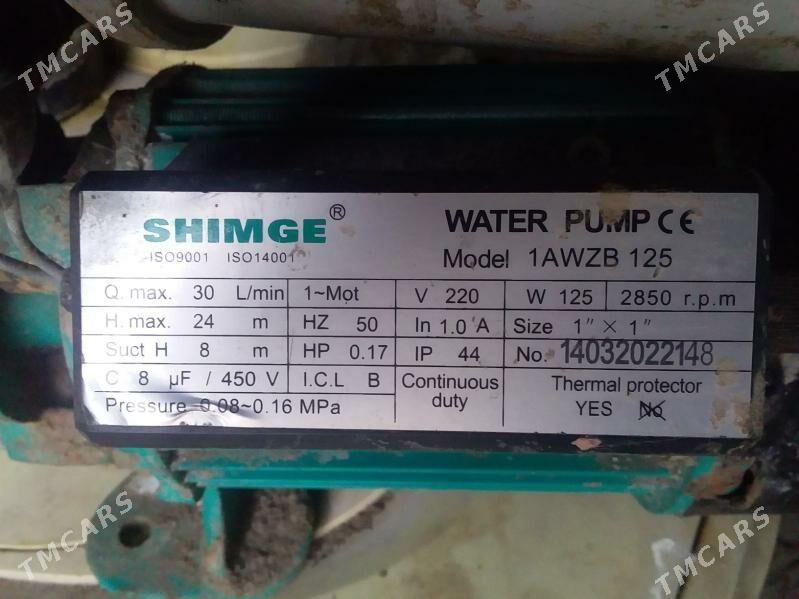 TMCARS
TMCARS
SHIMGE®
ISO9001 ISO14001
WATER PUMP CE
Model 1AWZB 125
Q. max. 30 L/min 1~Mot V 220 W 125 2850 r.p.m
H. max. 24 m HZ 50 In 1.0 A Size 1" × 1"
Suct H 8 m HP 0.17 IP 44 No. 14032022148
C 8 µF / 450 V I.C.L B Continuous duty Thermal protector
Pressure 0.08~0.16 MPa YES No
TMCARS
TMCARS